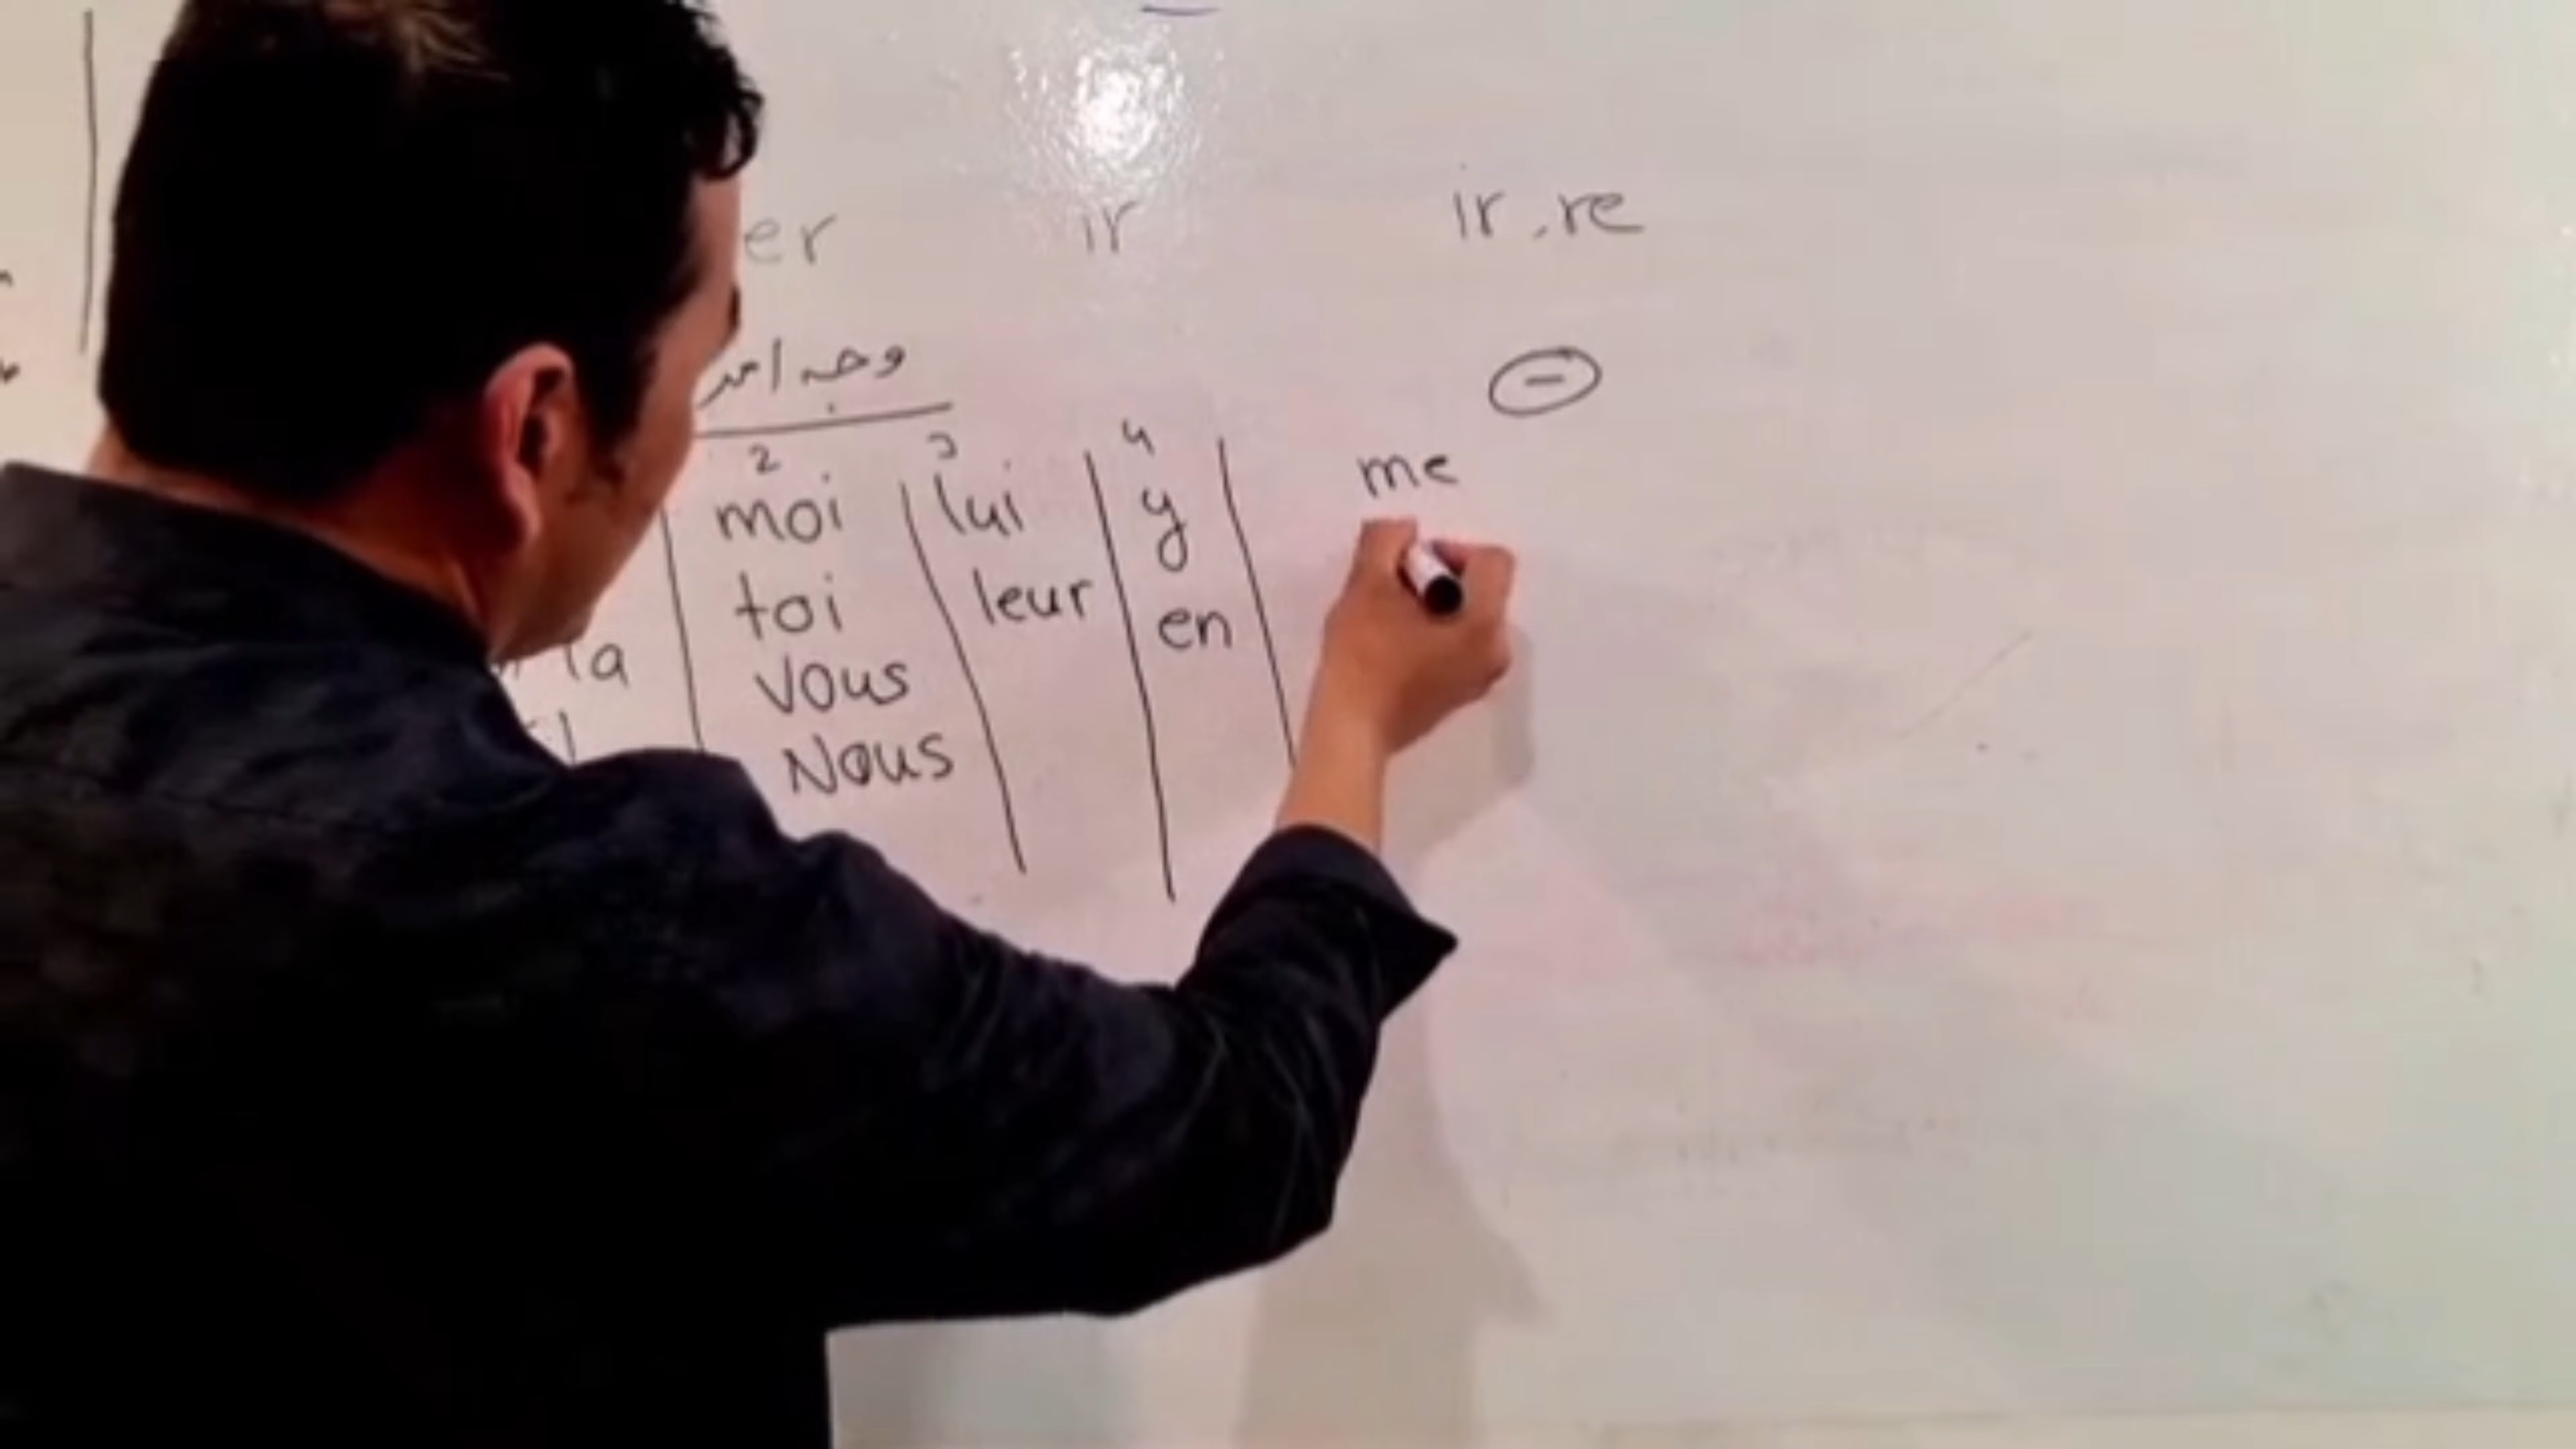 er ir ir, re
وجه امر
⊖
2 3 4
moi lui y me
toi leur en
la vous
Nous